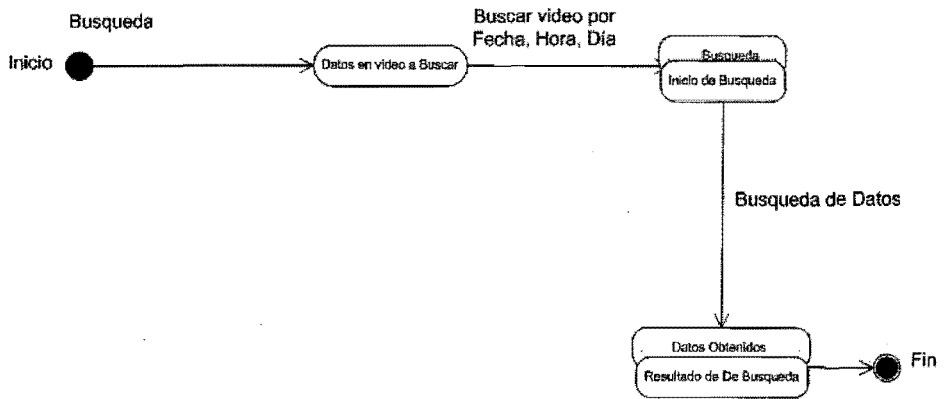 Busqueda
Inicio
Datos en video a Buscar
Buscar video por
Fecha, Hora, Día
Busqueda
Inicio de Busqueda
Busqueda de Datos
Datos Obtenidos
Resultado de De Busqueda
Fin